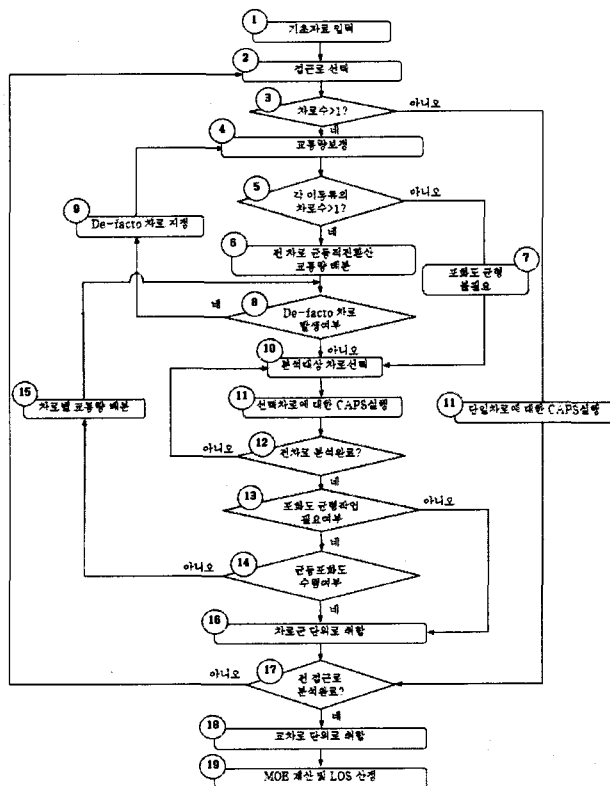 1
기초자료 입력
2
접근로 선택
3
차로수>1?
아니오
네
4
교통량보정
5
각 이동류의
차로수>1?
아니오
네
9
De-facto 차로 지정
6
전 차로 균등직진환산
교통량 배분
7
포화도 균형
불필요
8
De-facto 차로
발생여부
네
아니오
10
분석대상 차로선택
15
차로별 교통량 배분
11
선택차로에 대한 CAPS실행
11
단일차로에 대한 CAPS실행
12
전차로 분석완료?
아니오
네
13
포화도 균형작업
필요여부
아니오
네
14
균등포화도
수렴여부
아니오
네
16
차로군 단위로 취합
17
전 접근로
분석완료?
아니오
네
18
교차로 단위로 취합
19
MOE 계산 및 LOS 산정